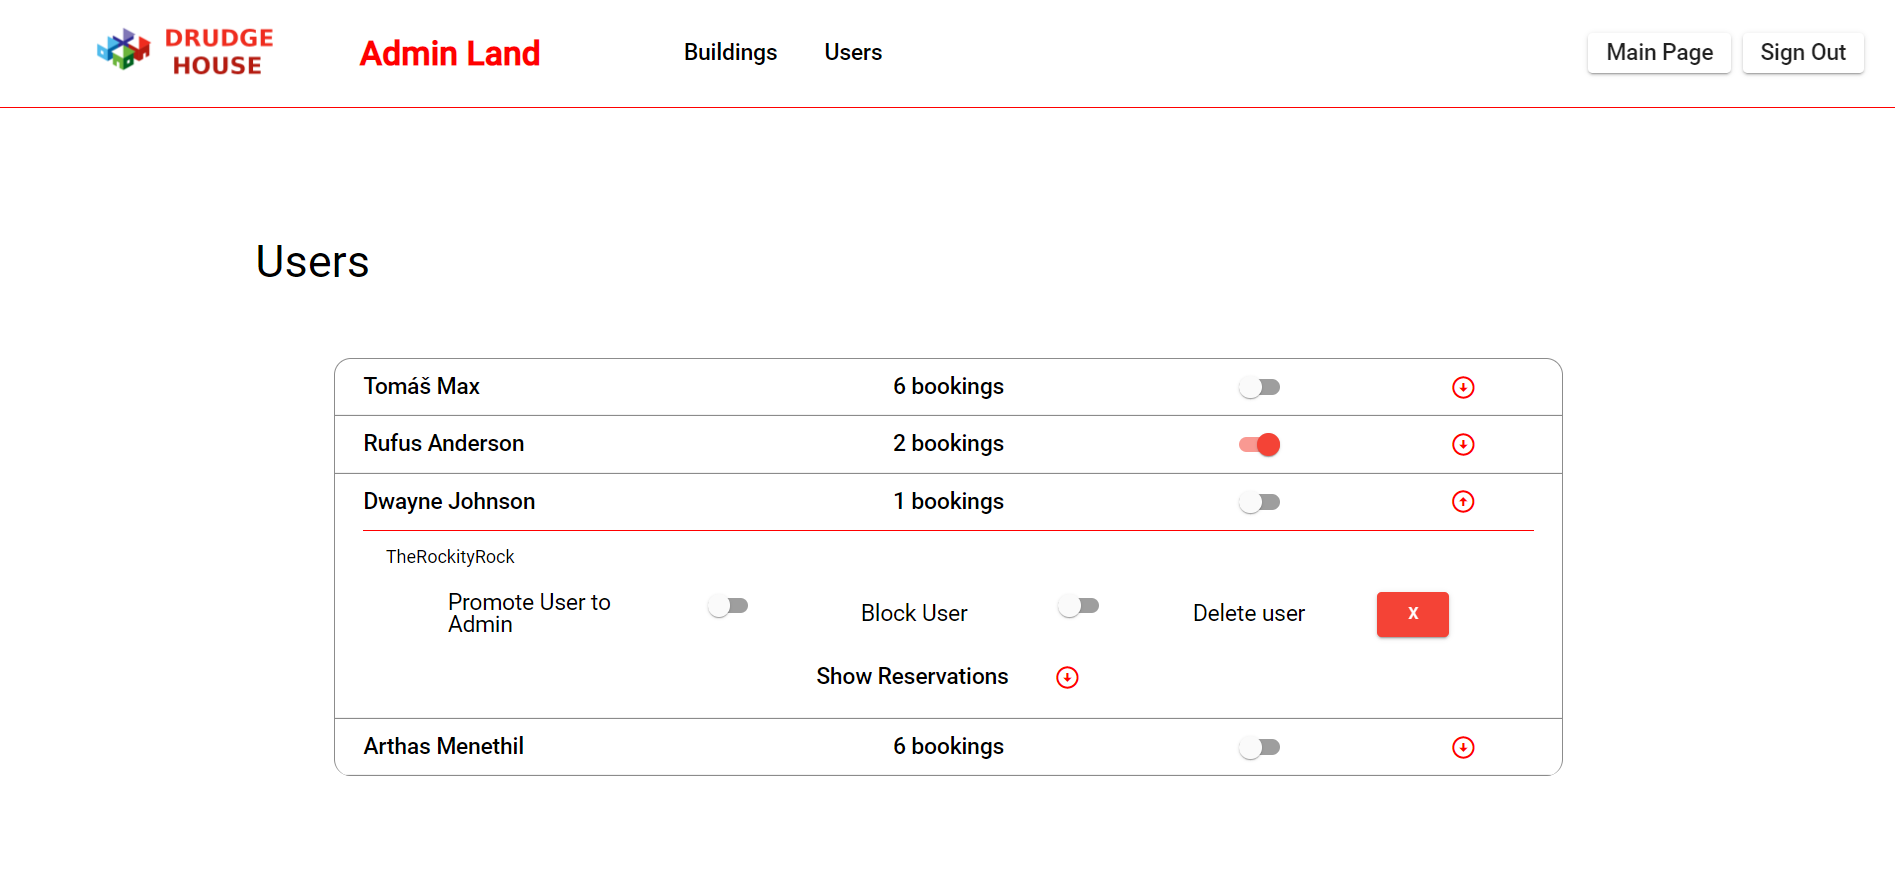 DRUDGE
HOUSE
Admin Land
Buildings
Users
Main Page
Sign Out
Users
Tomáš Max
6 bookings
Rufus Anderson
2 bookings
Dwayne Johnson
1 bookings
TheRockityRock
Promote User to
Admin
Block User
Delete user
X
Show Reservations
Arthas Menethil
6 bookings